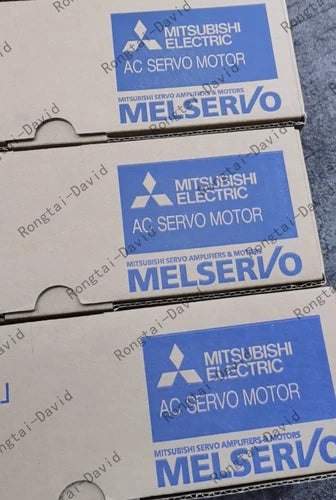 MITSUBISHI
ELECTRIC
AC SERVO MOTOR
MITSUBISHI SERVO AMPLIFIERS & MOTORS
MELSERVO
MITSUBISHI
ELECTRIC
AC SERVO MOTOR
MITSUBISHI SERVO AMPLIFIERS & MOTORS
MELSERVO
MITSUBISHI
ELECTRIC
AC SERVO MOTOR
MITSUBISHI SERVO AMPLIFIERS & MOTORS
MELSERVO
Rongtai-David